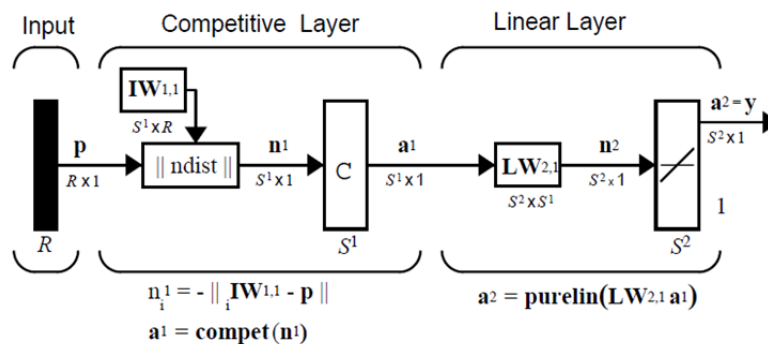 Input Competitive Layer Linear Layer
IW1,1
S1 x R
p n1 a1 n2 a2 = y
|| ndist || C LW2,1
R x 1 S1 x 1 S1 x 1 S2 x 1 S2 x 1
S2 x S1
1
R S1 S2
ni1 = - || iIW1,1 - p ||
a1 = compet(n1)
a2 = purelin(LW2,1 a1)